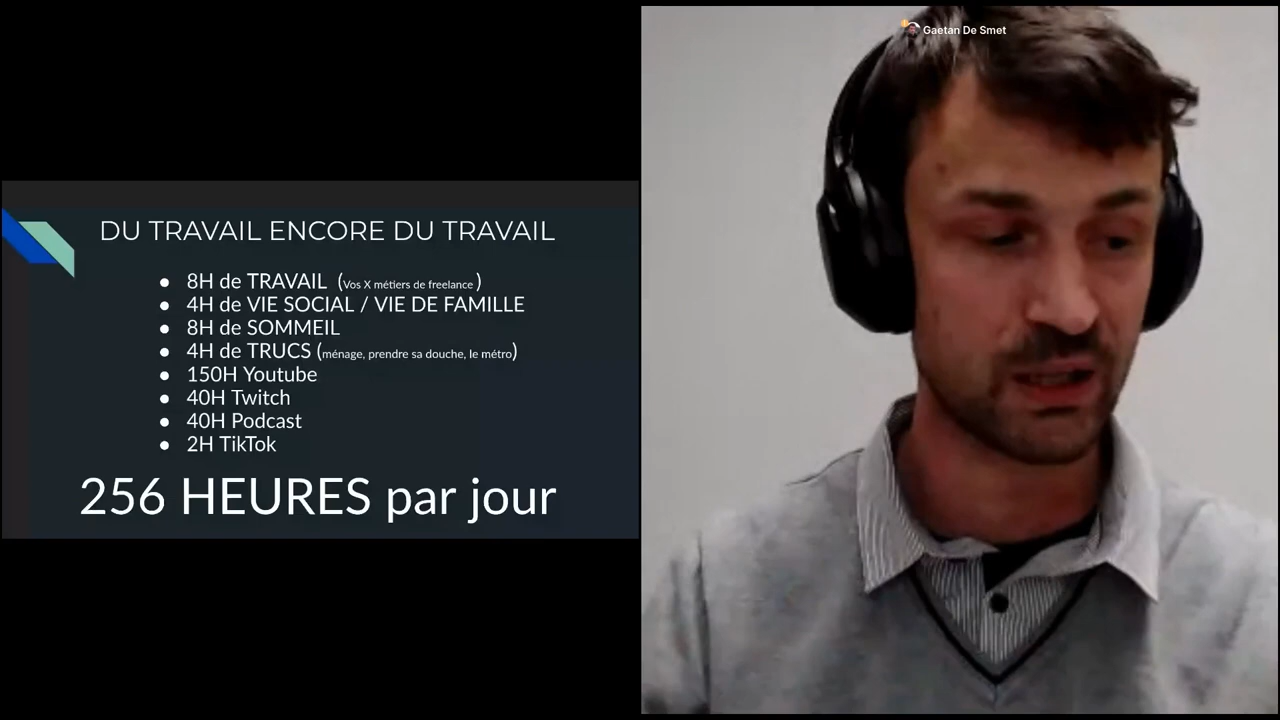 Gaetan De Smet
DU TRAVAIL ENCORE DU TRAVAIL
● 8H de TRAVAIL (Vos X métiers de freelance )
● 4H de VIE SOCIAL / VIE DE FAMILLE
● 8H de SOMMEIL
● 4H de TRUCS (ménage, prendre sa douche, le métro)
● 150H Youtube
● 40H Twitch
● 40H Podcast
● 2H TikTok
256 HEURES par jour